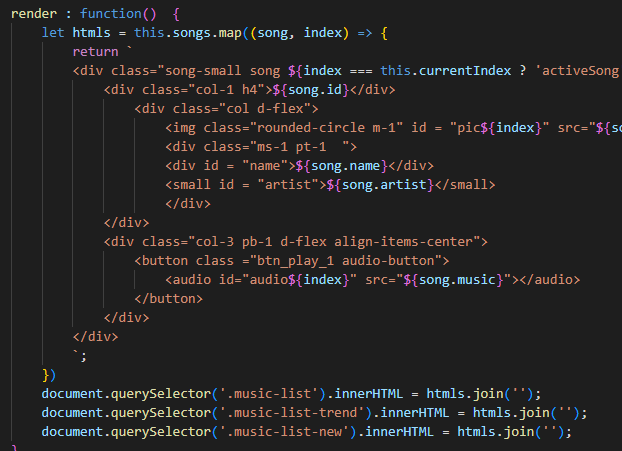 render : function()  {
let htmls = this.songs.map((song, index) => {
return `
<div class="song-small song ${index === this.currentIndex ? 'activeSong
<div class="col-1 h4">${song.id}</div>
<div class="col d-flex">
<img class="rounded-circle m-1" id = "pic${index}" src="${so
<div class="ms-1 pt-1  ">
<div id = "name">${song.name}</div>
<small id = "artist">${song.artist}</small>
</div>
</div>
<div class="col-3 pb-1 d-flex align-items-center">
<button class ="btn_play_1 audio-button">
<audio id="audio${index}" src="${song.music}"></audio>
</button>
</div>
</div>
`;
})
document.querySelector('.music-list').innerHTML = htmls.join('');
document.querySelector('.music-list-trend').innerHTML = htmls.join('');
document.querySelector('.music-list-new').innerHTML = htmls.join('');
}